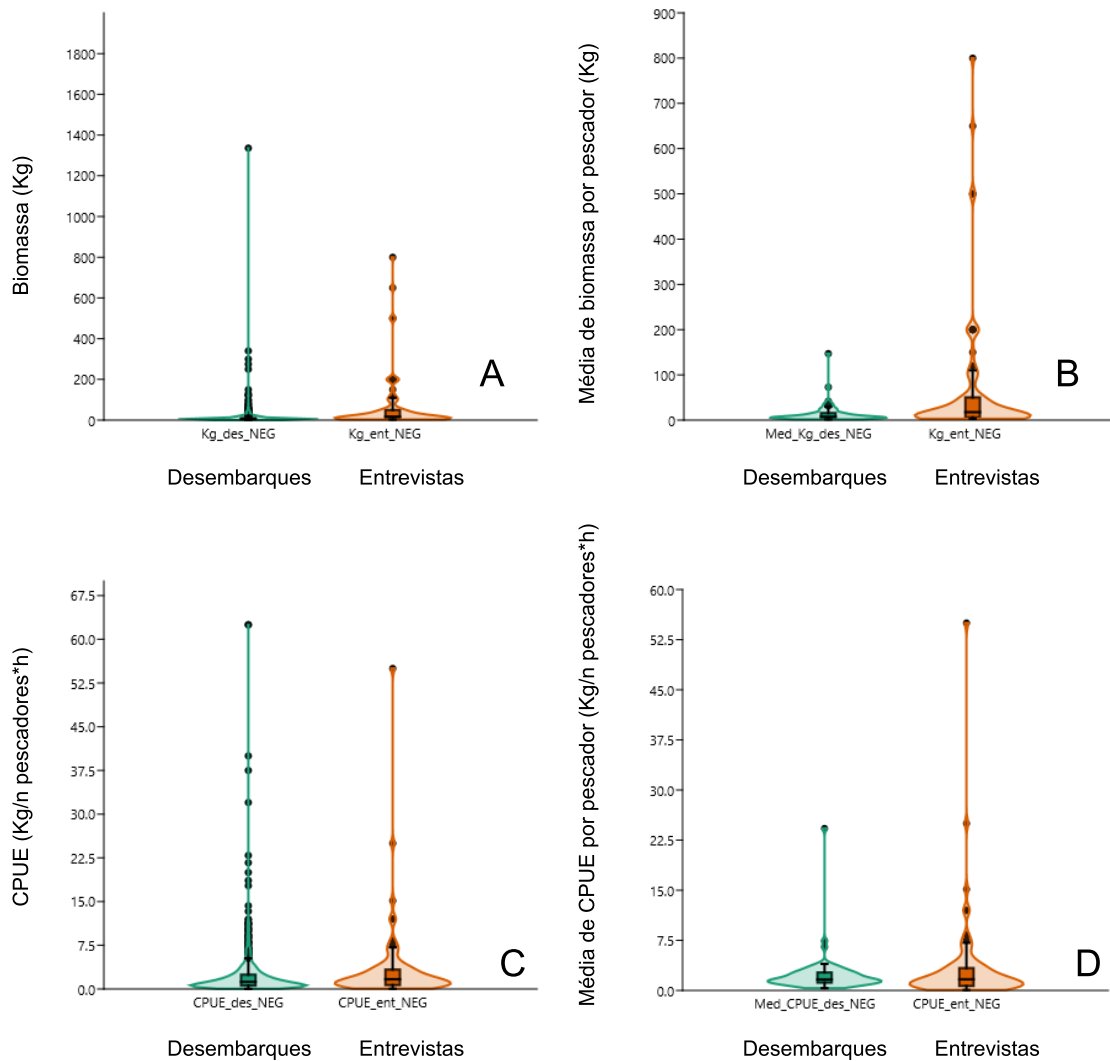 Biomassa (Kg)
1800
1600
1400
1200
1000
800
600
400
200
0
Kg_des_NEG
Kg_ent_NEG
A
Desembarques
Entrevistas
Média de biomassa por pescador (Kg)
900
800
700
600
500
400
300
200
100
0
Med_Kg_des_NEG
Kg_ent_NEG
B
Desembarques
Entrevistas
CPUE (Kg/n pescadores*h)
67.5
60.0
52.5
45.0
37.5
30.0
22.5
15.0
7.5
0.0
CPUE_des_NEG
CPUE_ent_NEG
C
Desembarques
Entrevistas
Média de CPUE por pescador (Kg/n pescadores*h)
60.0
52.5
45.0
37.5
30.0
22.5
15.0
7.5
0.0
Med_CPUE_des_NEG
CPUE_ent_NEG
D
Desembarques
Entrevistas